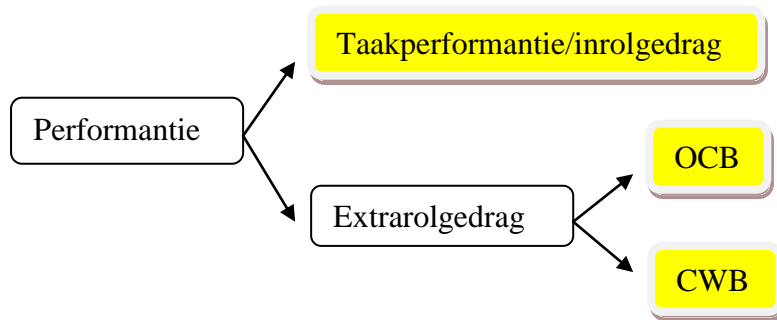 Taakperformantie/inrolgedrag
Performantie
OCB
Extrarolgedrag
CWB